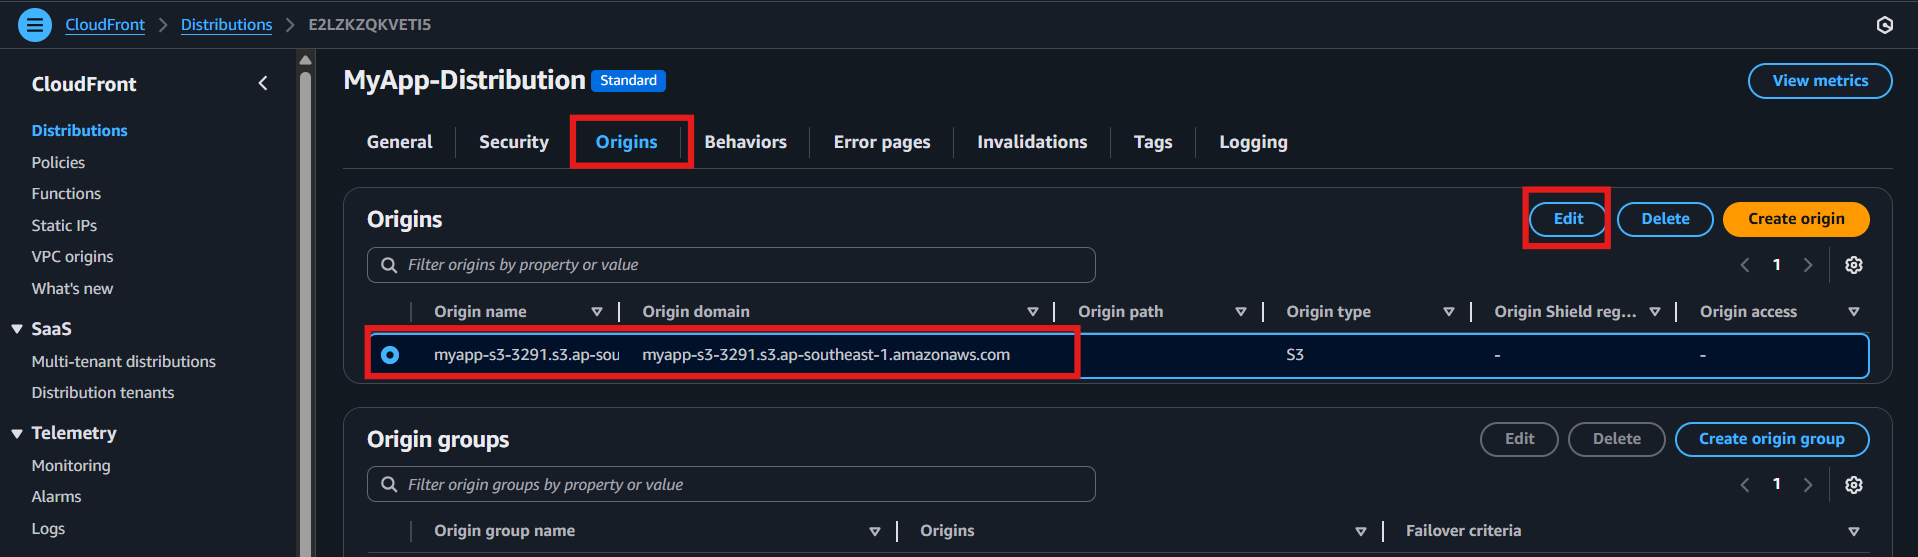 CloudFront > Distributions > E2LZKZQKVETI5
CloudFront
Distributions
Policies
Functions
Static IPs
VPC origins
What's new
SaaS
Multi-tenant distributions
Distribution tenants
Telemetry
Monitoring
Alarms
Logs
MyApp-Distribution Standard View metrics
General Security Origins Behaviors Error pages Invalidations Tags Logging
Origins Edit Delete Create origin
Filter origins by property or value 1
Origin name Origin domain Origin path Origin type Origin Shield reg... Origin access
myapp-s3-3291.s3.ap-sou myapp-s3-3291.s3.ap-southeast-1.amazonaws.com S3 - -
Origin groups Edit Delete Create origin group
Filter origin groups by property or value 1
Origin group name Origins Failover criteria